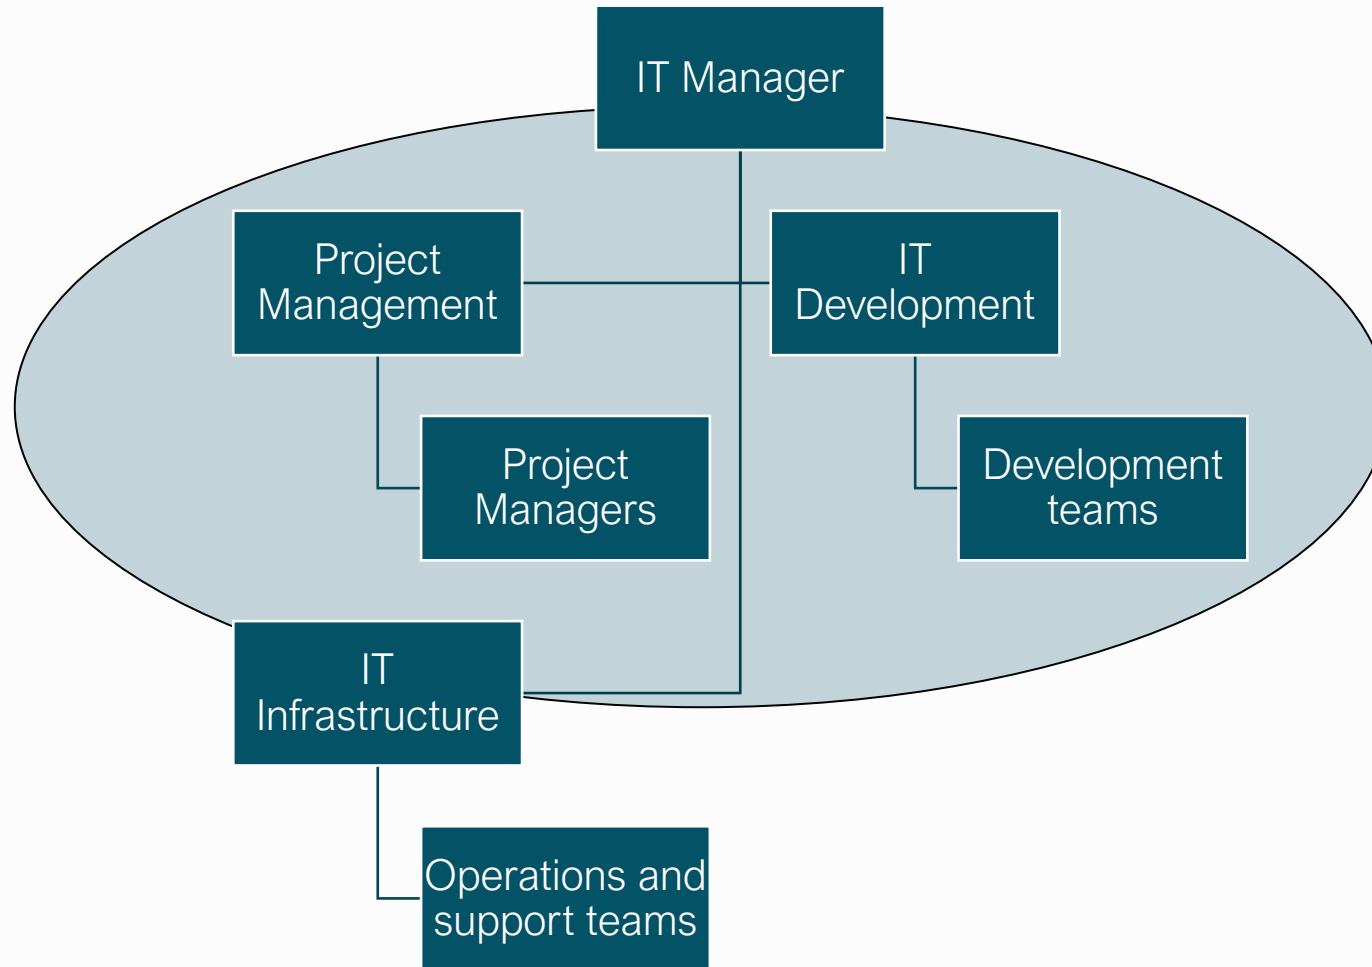 IT Manager
Project
Management
IT
Development
Project
Managers
Development
teams
IT
Infrastructure
Operations and
support teams